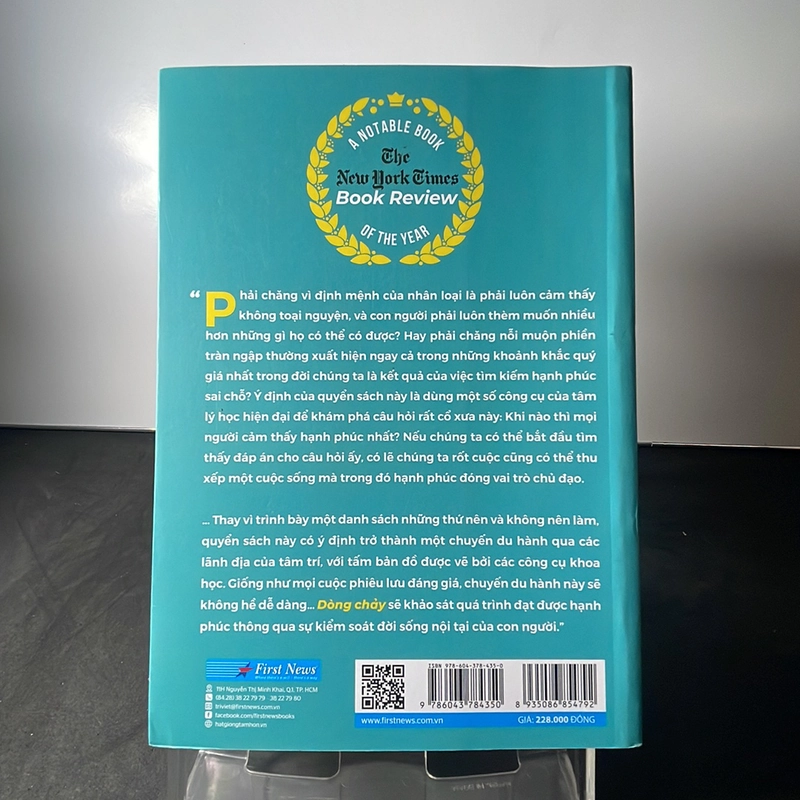 A NOTABLE BOOK
The
New York Times
Book Review
OF THE YEAR
“ Phải chăng vì định mệnh của nhân loại là phải luôn cảm thấy
không toại nguyện, và con người phải luôn thèm muốn nhiều
hơn những gì họ có thể có được? Hay phải chăng nỗi muộn phiền
tràn ngập thường xuất hiện ngay cả trong những khoảnh khắc quý
giá nhất trong đời chúng ta là kết quả của việc tìm kiếm hạnh phúc
sai chỗ? Ý định của quyển sách này là dùng một số công cụ của tâm
lý học hiện đại để khám phá câu hỏi rất cổ xưa này: Khi nào thì mọi
người cảm thấy hạnh phúc nhất? Nếu chúng ta có thể bắt đầu tìm
thấy đáp án cho câu hỏi ấy, có lẽ chúng ta rốt cuộc cũng có thể thu
xếp một cuộc sống mà trong đó hạnh phúc đóng vai trò chủ đạo.
... Thay vì trình bày một danh sách những thứ nên và không nên làm,
quyển sách này có ý định trở thành một chuyến du hành qua các
lãnh địa của tâm trí, với tấm bản đồ được vẽ bởi các công cụ khoa
học. Giống như mọi cuộc phiêu lưu đáng giá, chuyến du hành này sẽ
không hề dễ dàng... Dòng chảy sẽ khảo sát quá trình đạt được hạnh
phúc thông qua sự kiểm soát đời sống nội tại của con người.”
First News
11H Nguyễn Thị Minh Khai, Q.1, TP. HCM
(84.28) 38 22 79 79 38 22 79 80
triviet@firstnews.com.vn
facebook.com/firstnewsbooks
hatgiongtamhon.vn
ISBN 978-604-378-435-0
9 786043 784350
8 935086 854792
www.firstnews.com.vn
GIÁ: 228.000 ĐỒNG